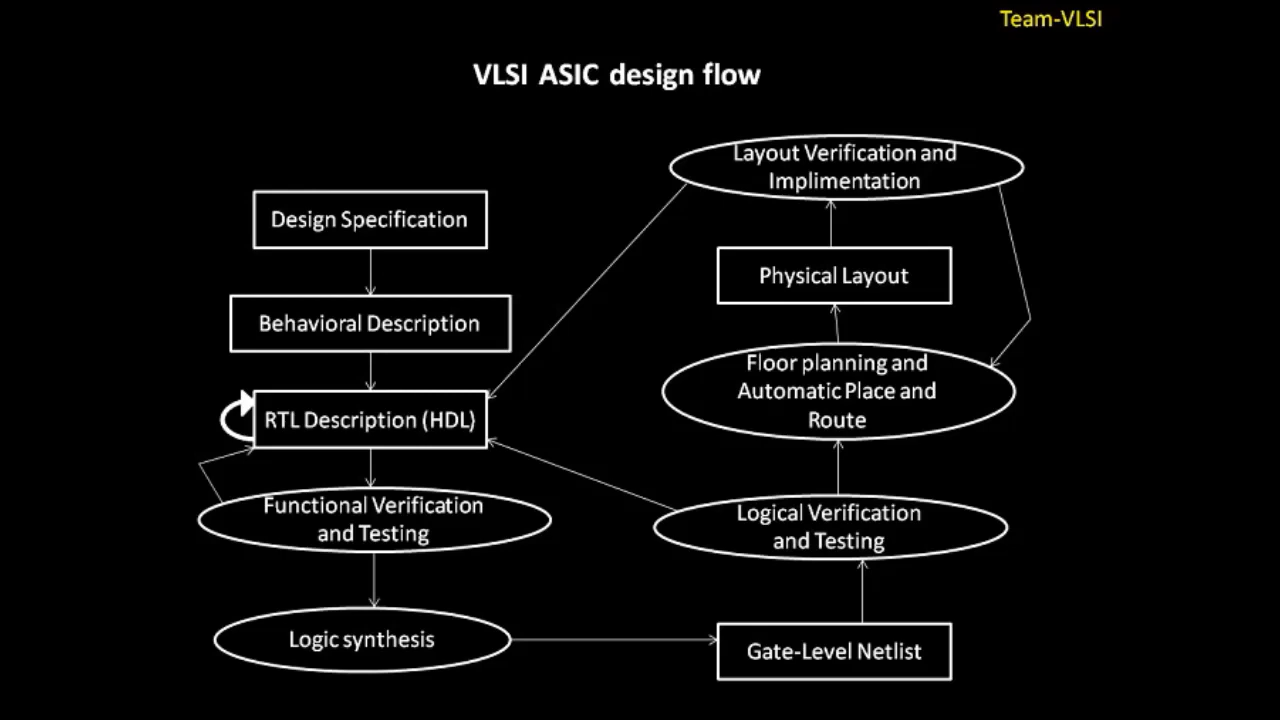 Team-VLSI
VLSI ASIC design flow
Design Specification
Behavioral Description
RTL Description (HDL)
Functional Verification
and Testing
Logic synthesis
Gate-Level Netlist
Logical Verification
and Testing
Floor planning and
Automatic Place and
Route
Physical Layout
Layout Verification and
Implimentation